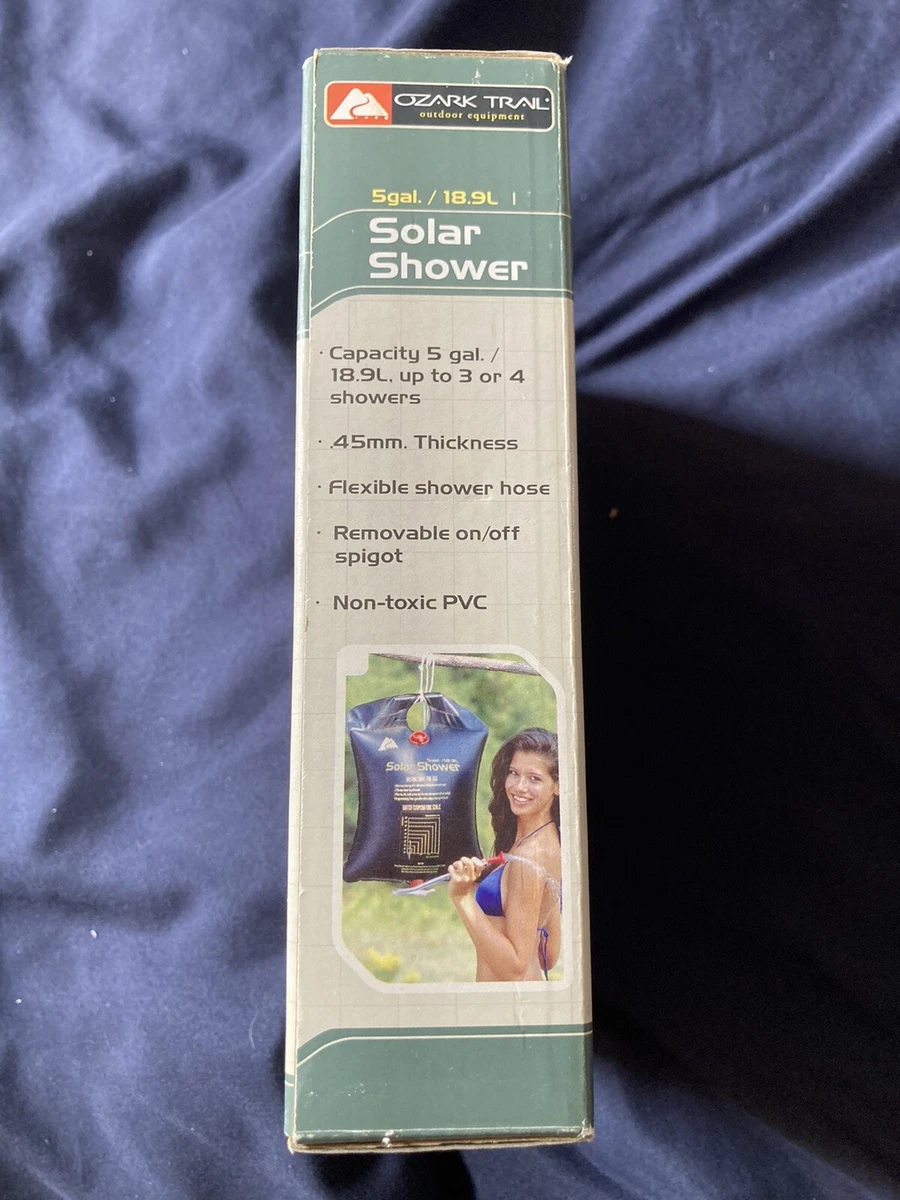 OZARK TRAIL
outdoor equipment
5gal. / 18.9L
Solar
Shower
· Capacity 5 gal. /
18.9L, up to 3 or 4
showers
· .45mm. Thickness
· Flexible shower hose
· Removable on/off
spigot
· Non-toxic PVC
Solar Shower